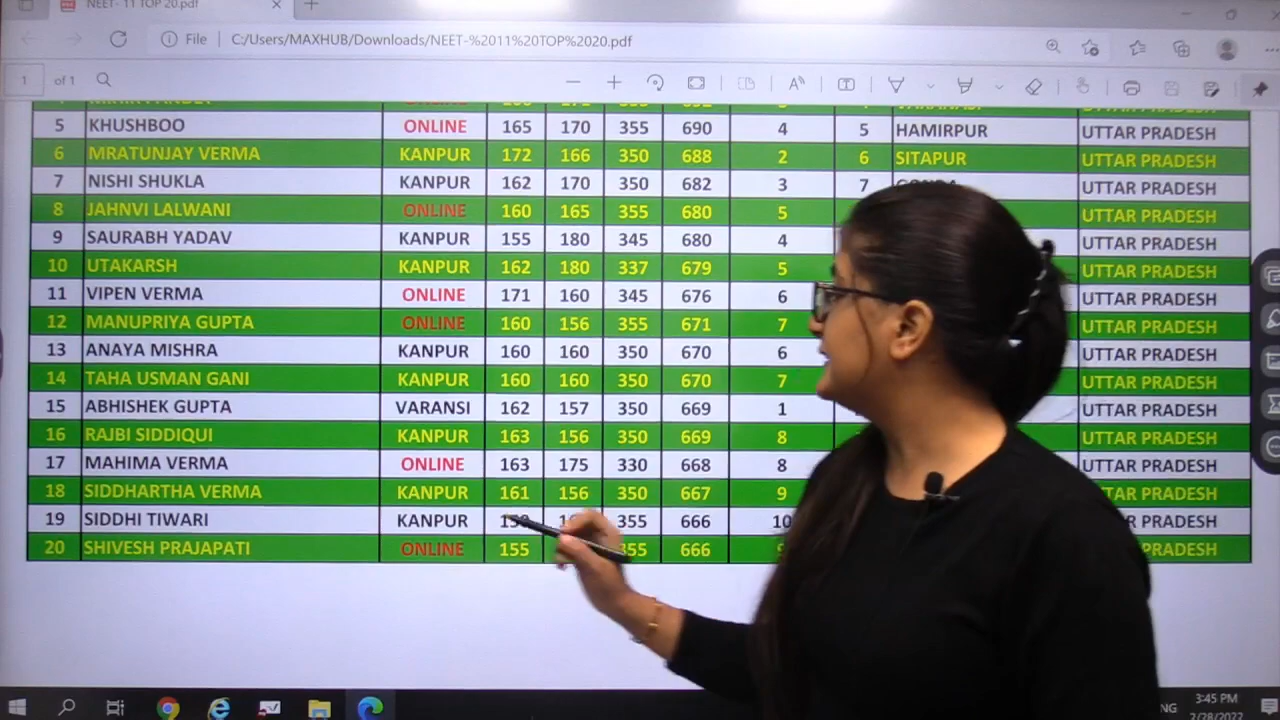 NEET- 11 TOP 20.pdf
File C:/Users/MAXHUB/Downloads/NEET-%2011%20TOP%2020.pdf
1 of 1
5 KHUSHBOO ONLINE 165 170 355 690 4 5 HAMIRPUR UTTAR PRADESH
6 MRATUNJAY VERMA KANPUR 172 166 350 688 2 6 SITAPUR UTTAR PRADESH
7 NISHI SHUKLA KANPUR 162 170 350 682 3 7 UTTAR PRADESH
8 JAHNVI LALWANI ONLINE 160 165 355 680 5 UTTAR PRADESH
9 SAURABH YADAV KANPUR 155 180 345 680 4 UTTAR PRADESH
10 UTAKARSH KANPUR 162 180 337 679 5 UTTAR PRADESH
11 VIPEN VERMA ONLINE 171 160 345 676 6 UTTAR PRADESH
12 MANUPRIYA GUPTA ONLINE 160 156 355 671 7 UTTAR PRADESH
13 ANAYA MISHRA KANPUR 160 160 350 670 6 UTTAR PRADESH
14 TAHA USMAN GANI KANPUR 160 160 350 670 7 UTTAR PRADESH
15 ABHISHEK GUPTA VARANSI 162 157 350 669 1 UTTAR PRADESH
16 RAJBI SIDDIQUI KANPUR 163 156 350 669 8 UTTAR PRADESH
17 MAHIMA VERMA ONLINE 163 175 330 668 8 UTTAR PRADESH
18 SIDDHARTHA VERMA KANPUR 161 156 350 667 9 UTTAR PRADESH
19 SIDDHI TIWARI KANPUR 355 666 10 PRADESH
20 SHIVESH PRAJAPATI ONLINE 155 355 666 PRADESH
3:45 PM
2/28/2022